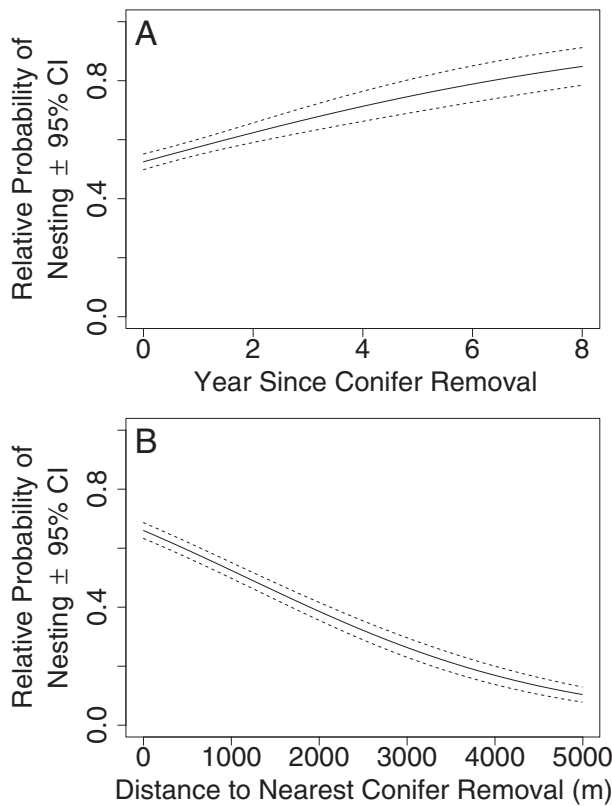 A
Relative Probability of
Nesting ± 95% CI
0.0 0.4 0.8
0 2 4 6 8
Year Since Conifer Removal
B
Relative Probability of
Nesting ± 95% CI
0.0 0.4 0.8
0 1000 2000 3000 4000 5000
Distance to Nearest Conifer Removal (m)